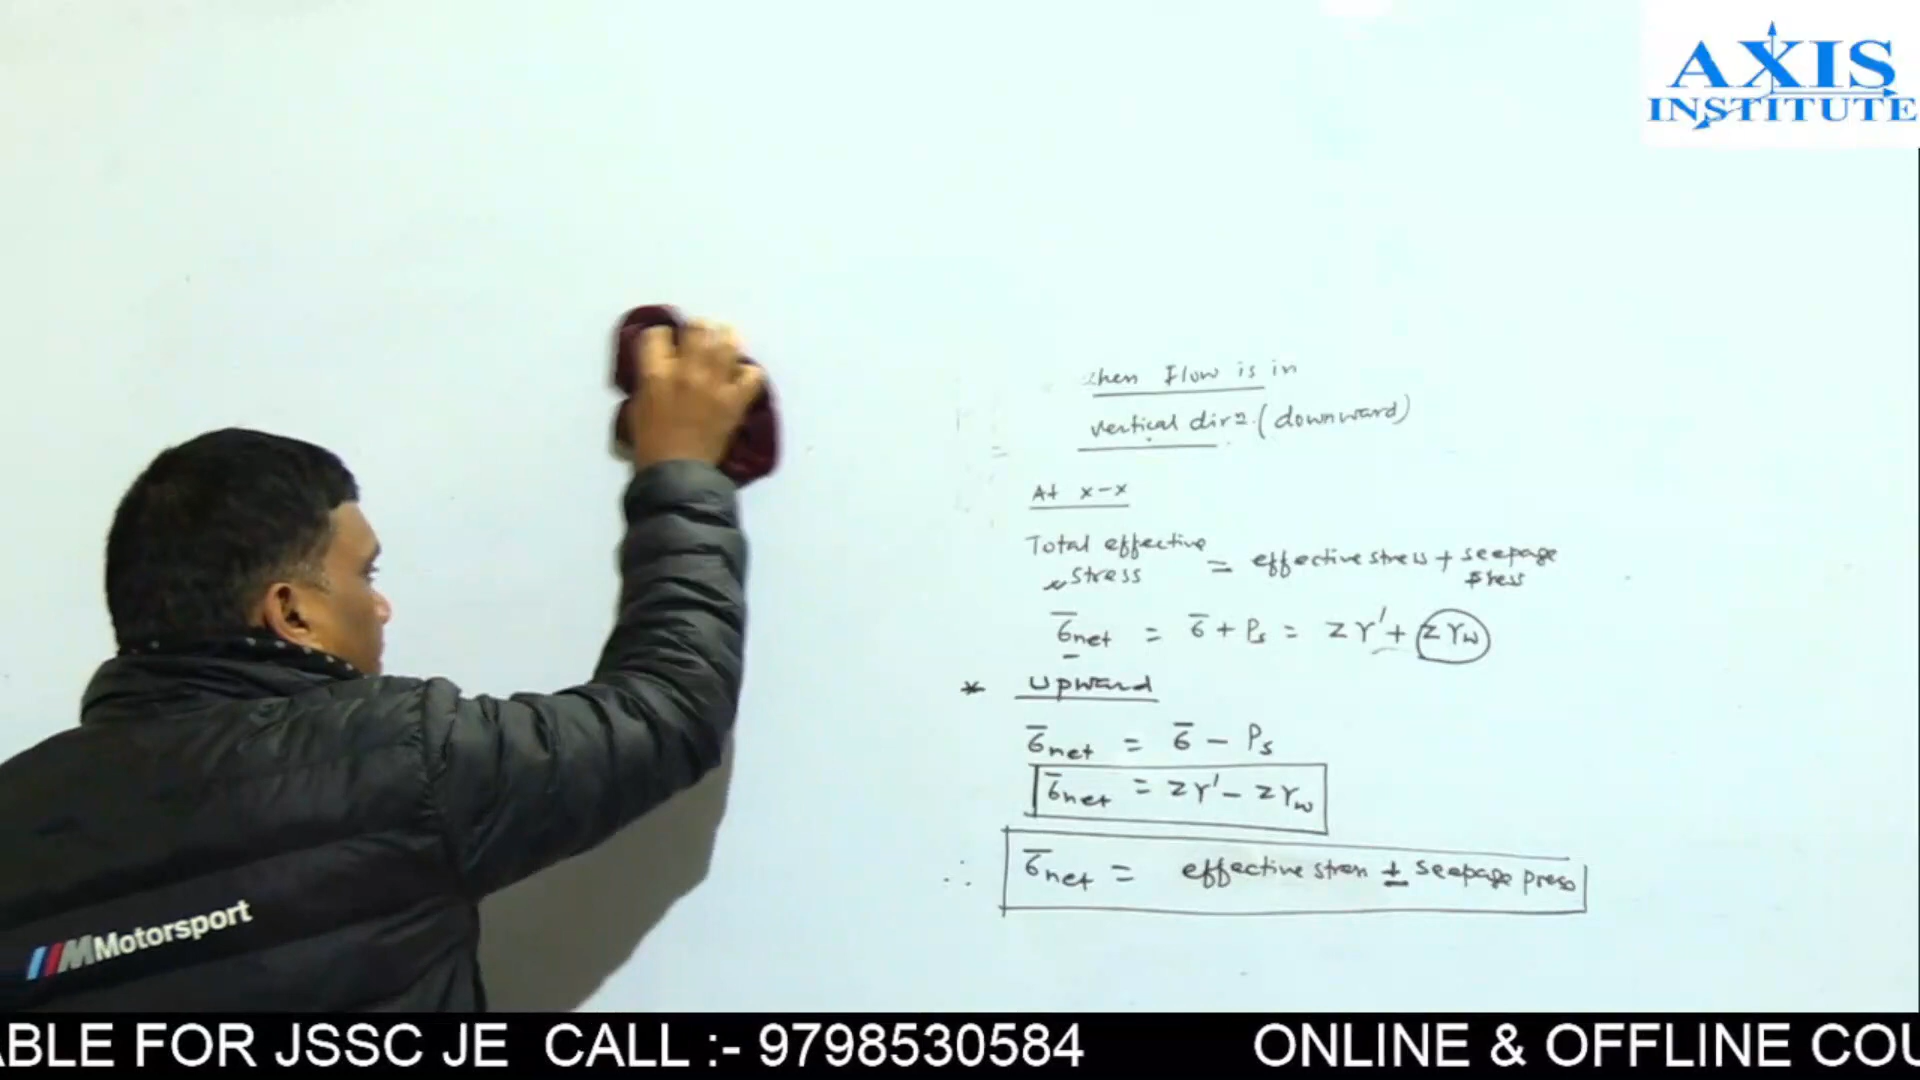 AXIS
INSTITUTE
when Flow is in
vertical dir2. (downward)
At x-x
Total effective stress = effective stress + seepage press
σ̄net = σ̄ + Ps = Zγ' + Zγw
* Upward
σ̄net = σ̄ - Ps
σ̄net = Zγ' - Zγw
∴ σ̄net = effective stress ± seepage press
MMotorsport
ABLE FOR JSSC JE CALL :- 9798530584 ONLINE & OFFLINE COU